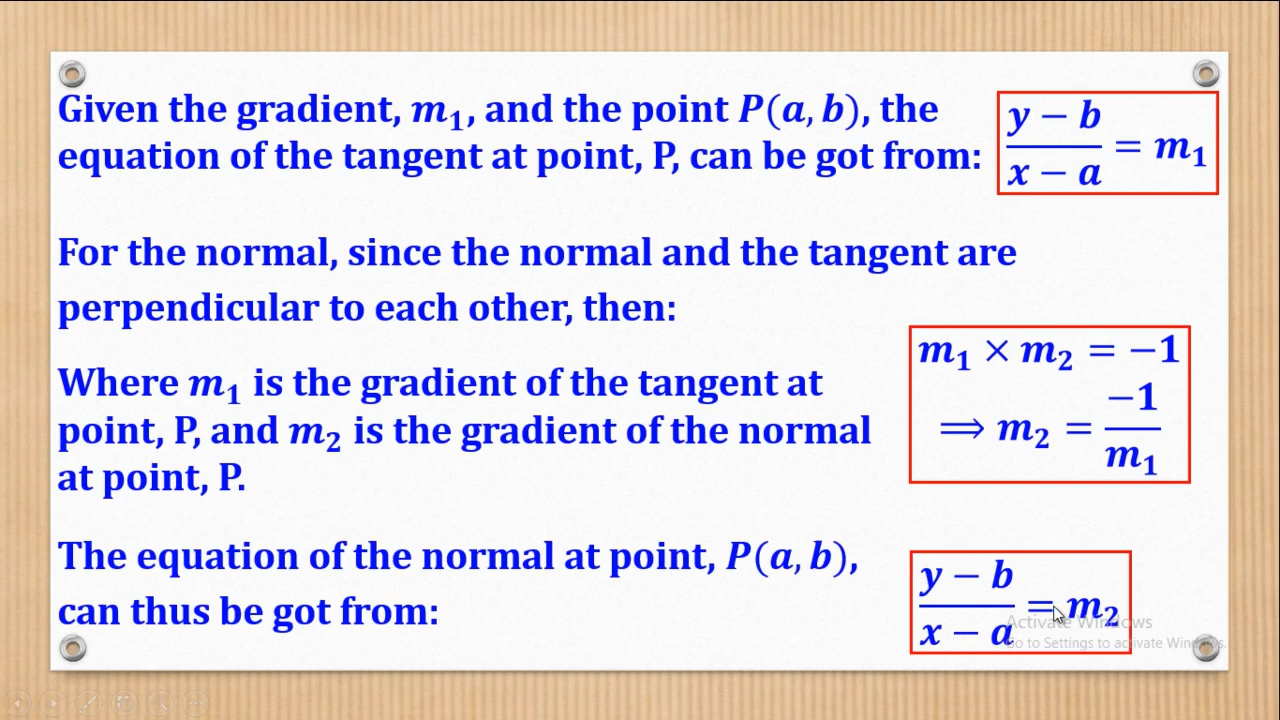 Given the gradient, m₁, and the point P(a, b), the
equation of the tangent at point, P, can be got from:
y − b
x − a
= m₁
For the normal, since the normal and the tangent are
perpendicular to each other, then:
m₁ × m₂ = −1
⟹ m₂ = −1
m₁
Where m₁ is the gradient of the tangent at
point, P, and m₂ is the gradient of the normal
at point, P.
The equation of the normal at point, P(a, b),
can thus be got from:
y − b
x − a
= m₂
Activate Windows
Go to Settings to activate Windows.